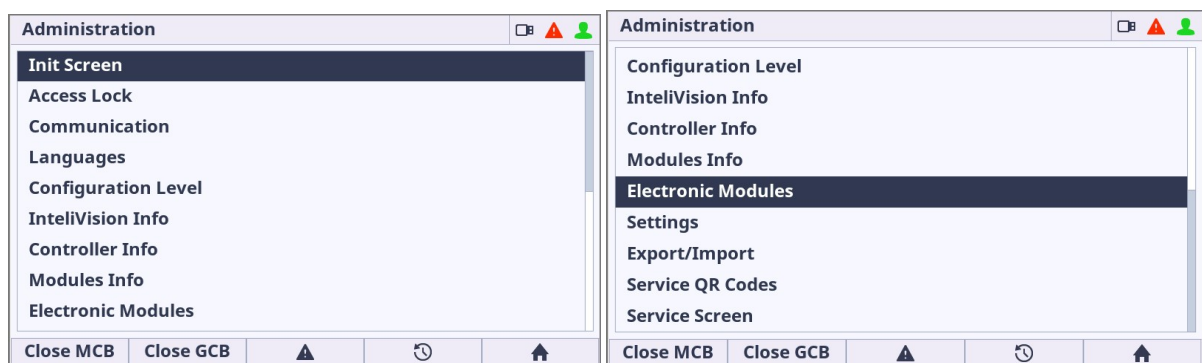 Administration
Init Screen
Access Lock
Communication
Languages
Configuration Level
InteliVision Info
Controller Info
Modules Info
Electronic Modules
Close MCB Close GCB
Administration
Configuration Level
InteliVision Info
Controller Info
Modules Info
Electronic Modules
Settings
Export/Import
Service QR Codes
Service Screen
Close MCB Close GCB